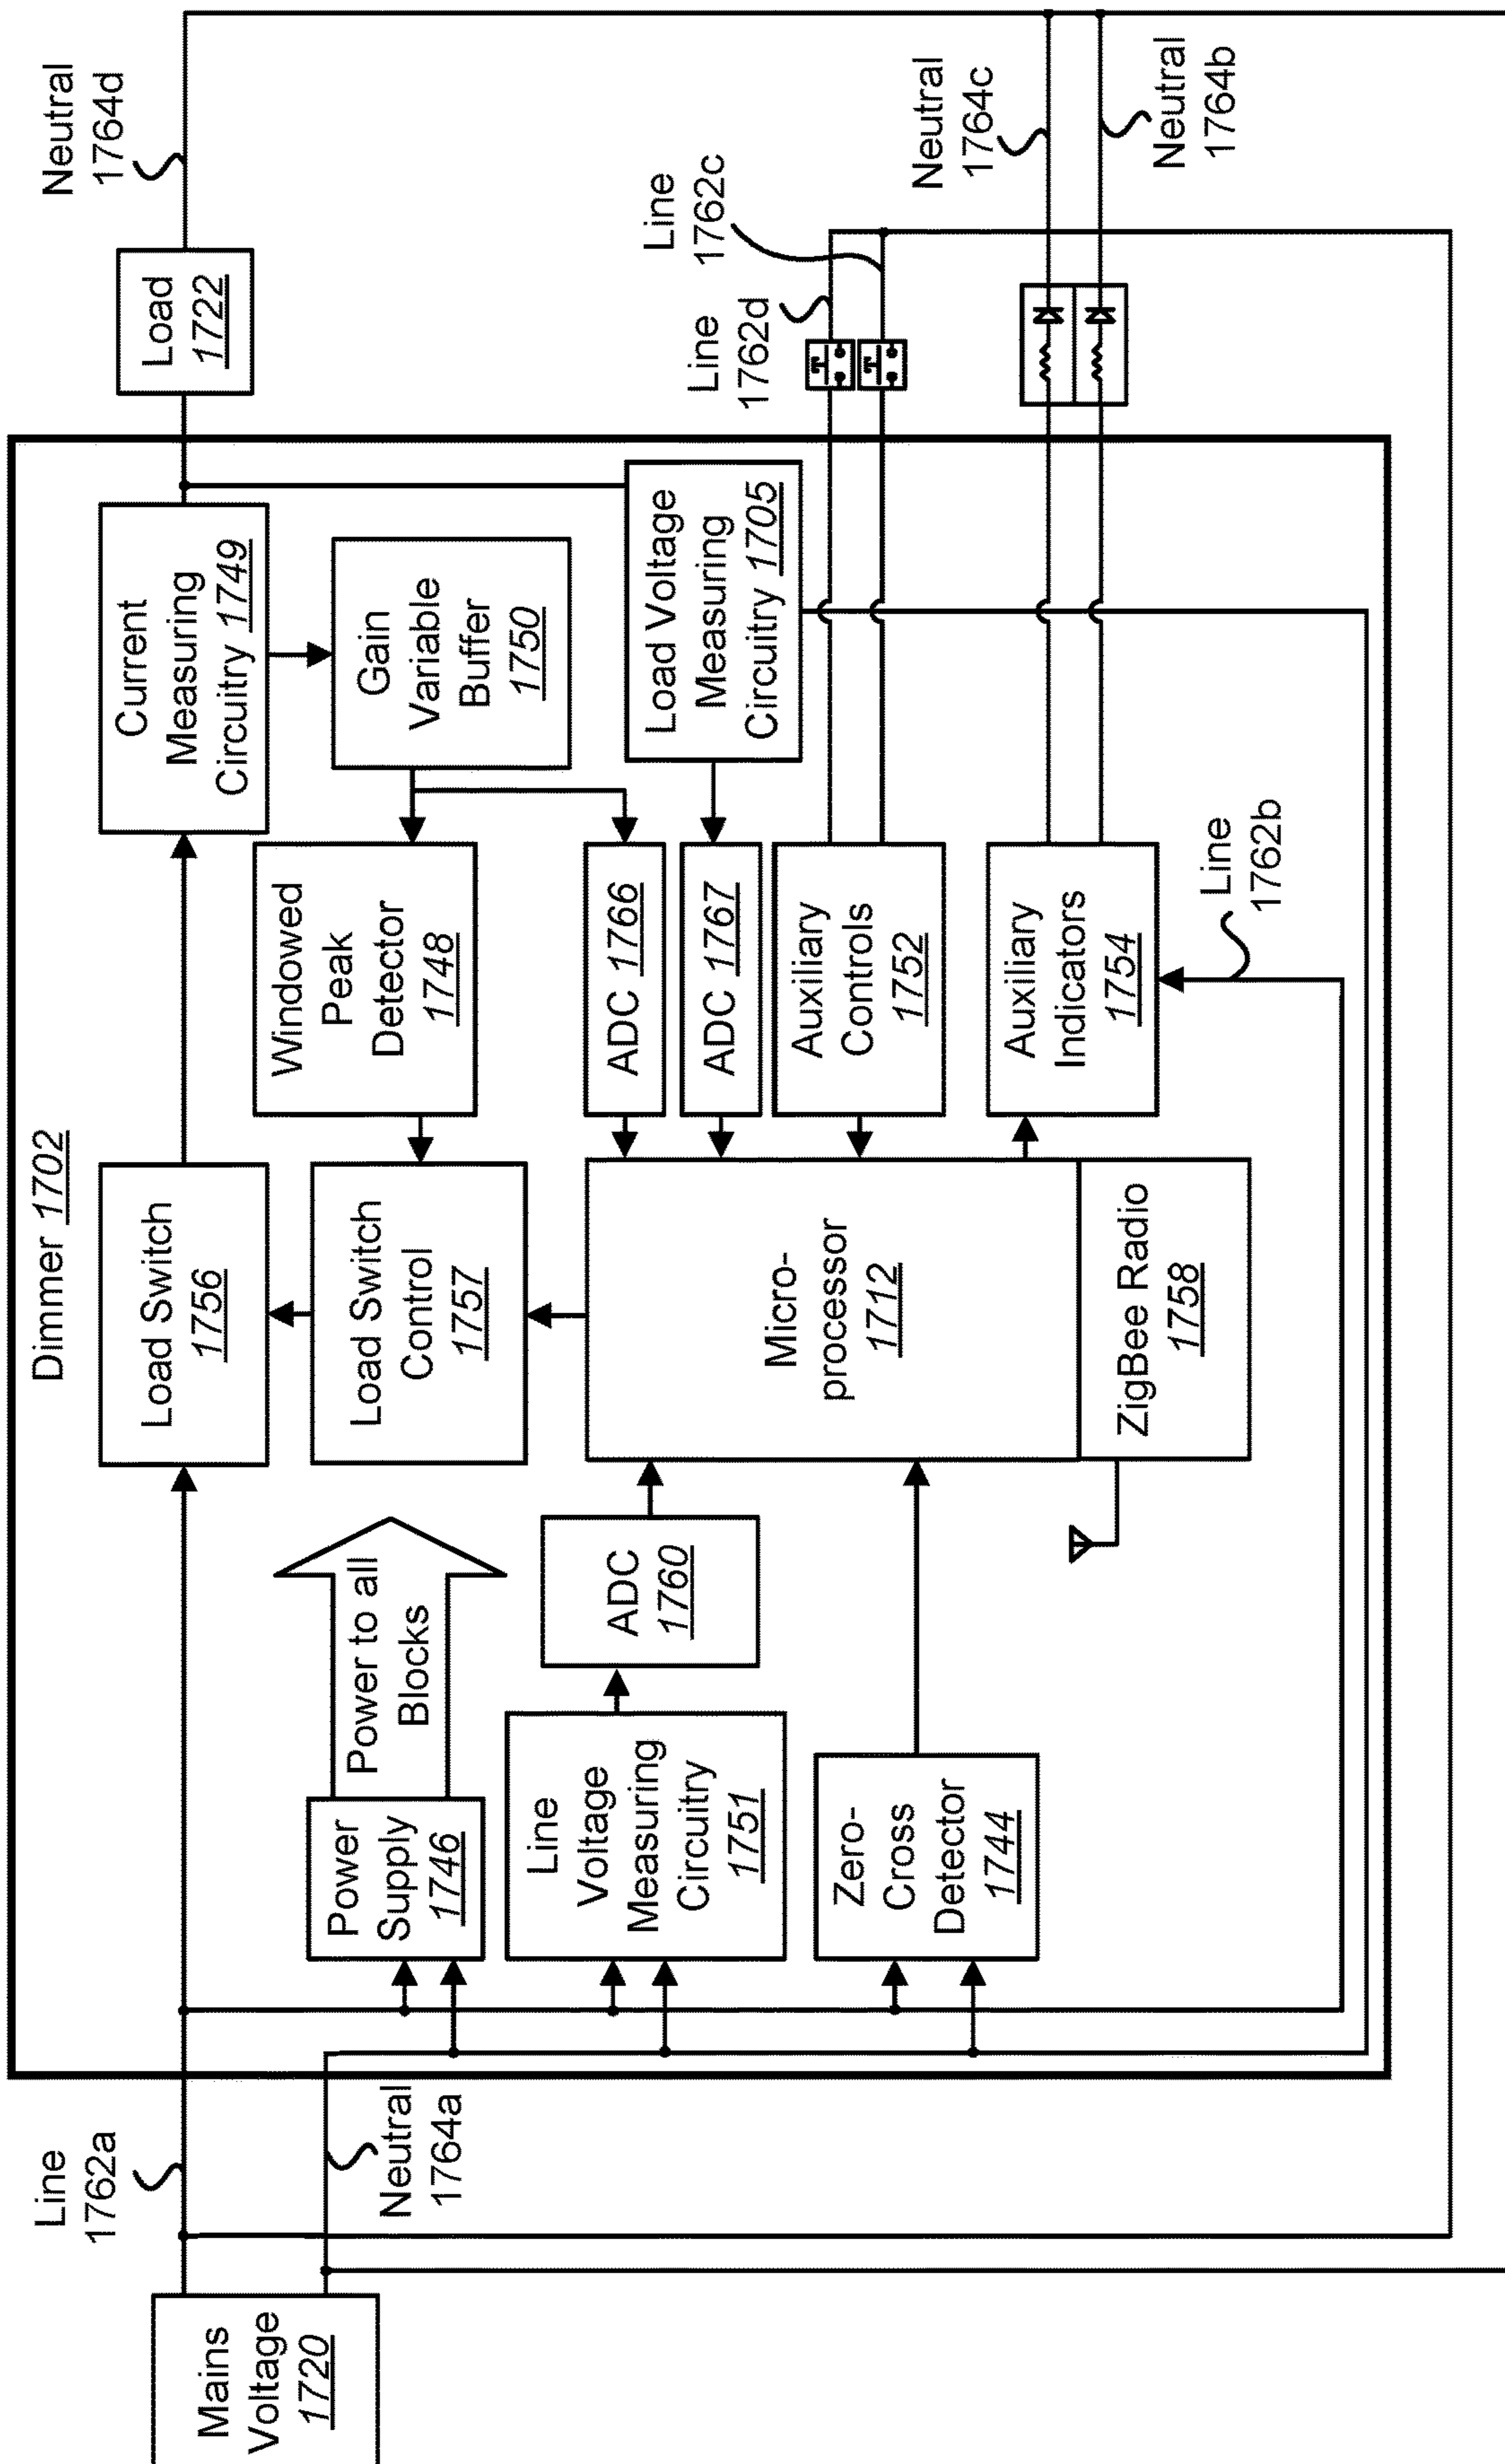 Mains
Voltage
1720
Line
1762a
Neutral
1764a
Dimmer 1702
Load Switch
1756
Current
Measuring
Circuitry 1749
Load
1722
Neutral
1764d
Power
Supply
1746
Power to all
Blocks
Load Switch
Control
1757
Windowed
Peak
Detector
1748
Gain
Variable
Buffer
1750
Line
Voltage
Measuring
Circuitry
1751
ADC
1760
Micro-
processor
1712
ADC 1766
ADC 1767
Load Voltage
Measuring
Circuitry 1705
Line
1762c
Line
1762d
Zero-
Cross
Detector
1744
ZigBee Radio
1758
Auxiliary
Controls
1752
Auxiliary
Indicators
1754
Line
1762b
Neutral
1764c
Neutral
1764b